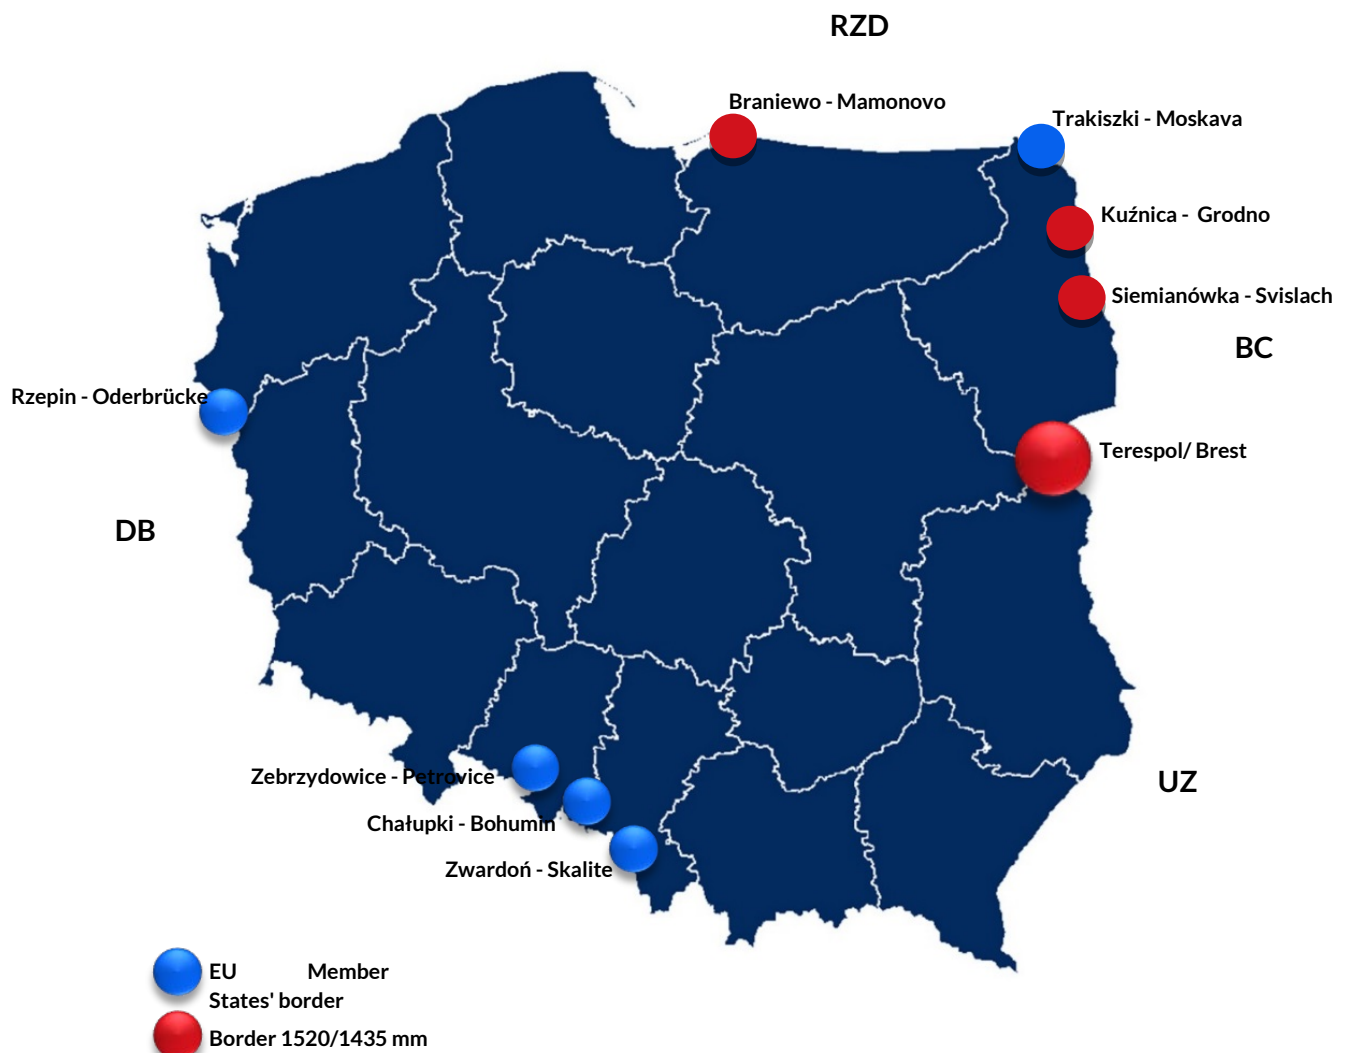 RZD
Braniewo - Mamonovo
Trakiszki - Moskava
Kuźnica - Grodno
Siemianówka - Svislach
BC
Rzepin - Oderbrücke
Terespol/ Brest
DB
Zebrzydowice - Petrovice
UZ
Chałupki - Bohumin
Zwardoń - Skalite
EU Member
States' border
Border 1520/1435 mm